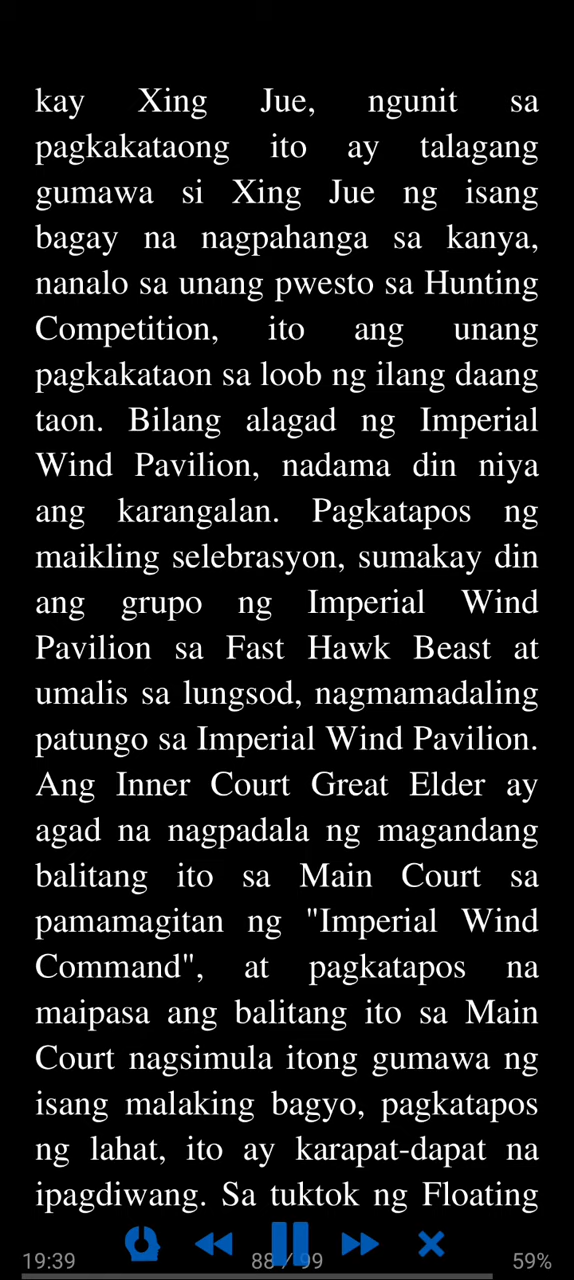 kay Xing Jue, ngunit sa
pagkakataong ito ay talagang
gumawa si Xing Jue ng isang
bagay na nagpahanga sa kanya,
nanalo sa unang pwesto sa Hunting
Competition, ito ang unang
pagkakataon sa loob ng ilang daang
taon. Bilang alagad ng Imperial
Wind Pavilion, nadama din niya
ang karangalan. Pagkatapos ng
maikling selebrasyon, sumakay din
ang grupo ng Imperial Wind
Pavilion sa Fast Hawk Beast at
umalis sa lungsod, nagmamadaling
patungo sa Imperial Wind Pavilion.
Ang Inner Court Great Elder ay
agad na nagpadala ng magandang
balitang ito sa Main Court sa
pamamagitan ng "Imperial Wind
Command", at pagkatapos na
maipasa ang balitang ito sa Main
Court nagsimula itong gumawa ng
isang malaking bagyo, pagkatapos
ng lahat, ito ay karapat-dapat na
ipagdiwang. Sa tuktok ng Floating
19:39 88 / 99 59%